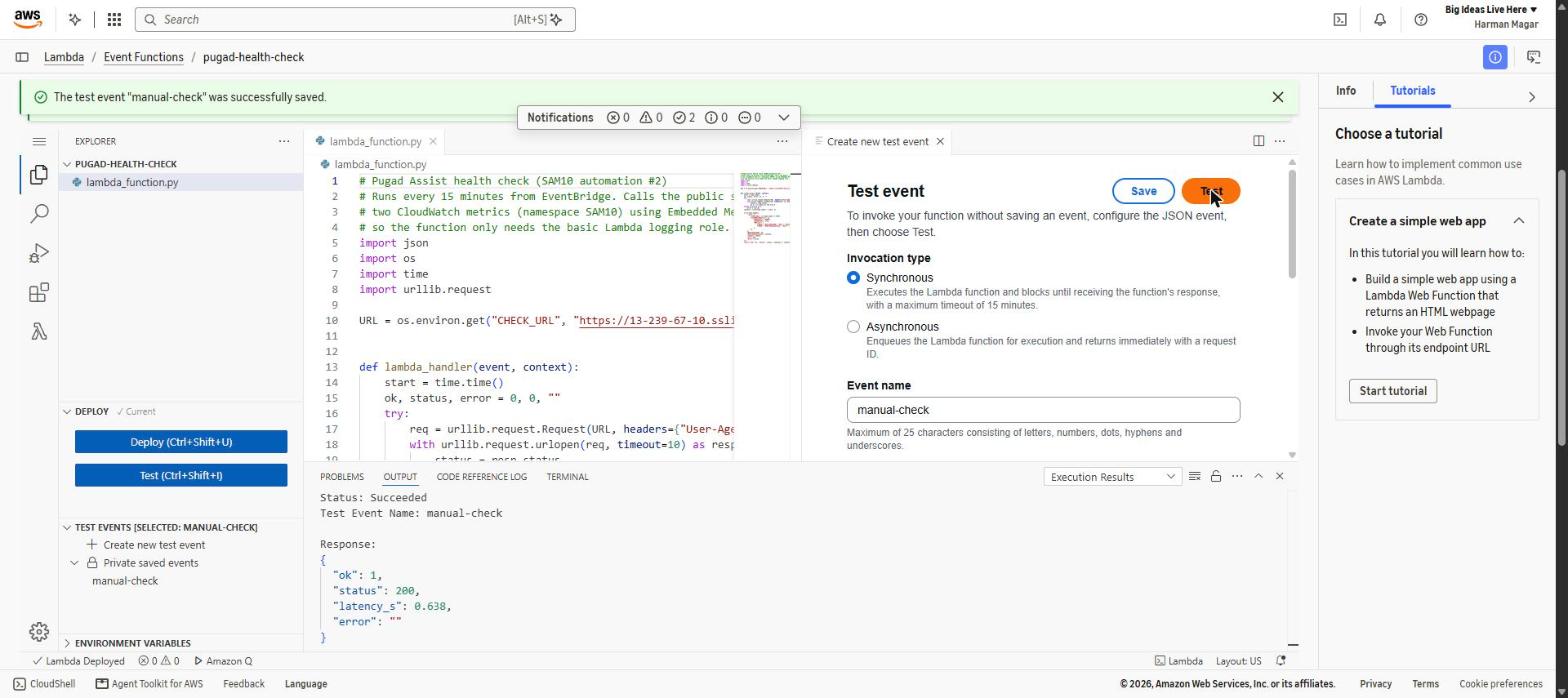 aws
Search [Alt+S]
Big Ideas Live Here
Harman Magar
Lambda / Event Functions / pugad-health-check
The test event "manual-check" was successfully saved.
Notifications 0 0 2 0 0
EXPLORER
PUGAD-HEALTH-CHECK
lambda_function.py
DEPLOY Current
Deploy (Ctrl+Shift+U)
Test (Ctrl+Shift+I)
TEST EVENTS [SELECTED: MANUAL-CHECK]
Create new test event
Private saved events
manual-check
ENVIRONMENT VARIABLES
lambda_function.py
lambda_function.py
1 # Pugad Assist health check (SAM10 automation #2)
2 # Runs every 15 minutes from EventBridge. Calls the public s
3 # two CloudWatch metrics (namespace SAM10) using Embedded Me
4 # so the function only needs the basic Lambda logging role.
5 import json
6 import os
7 import time
8 import urllib.request
9
10 URL = os.environ.get("CHECK_URL", "https://13-239-67-10.ssli
11
12
13 def lambda_handler(event, context):
14 start = time.time()
15 ok, status, error = 0, 0, ""
16 try:
17 req = urllib.request.Request(URL, headers={"User-Age
18 with urllib.request.urlopen(req, timeout=10) as resp
19 status = resp.status
Create new test event
Test event
Save
Test
To invoke your function without saving an event, configure the JSON event,
then choose Test.
Invocation type
Synchronous
Executes the Lambda function and blocks until receiving the function's response,
with a maximum timeout of 15 minutes.
Asynchronous
Enqueues the Lambda function for execution and returns immediately with a request
ID.
Event name
manual-check
Maximum of 25 characters consisting of letters, numbers, dots, hyphens and
underscores.
PROBLEMS OUTPUT CODE REFERENCE LOG TERMINAL
Execution Results
Status: Succeeded
Test Event Name: manual-check
Response:
{
"ok": 1,
"status": 200,
"latency_s": 0.638,
"error": ""
}
Info Tutorials
Choose a tutorial
Learn how to implement common use
cases in AWS Lambda.
Create a simple web app
In this tutorial you will learn how to:
• Build a simple web app using a
Lambda Web Function that
returns an HTML webpage
• Invoke your Web Function
through its endpoint URL
Start tutorial
Lambda Deployed 0 0 Amazon Q
Lambda Layout: US
CloudShell Agent Toolkit for AWS Feedback Language
© 2026, Amazon Web Services, Inc. or its affiliates. Privacy Terms Cookie preferences